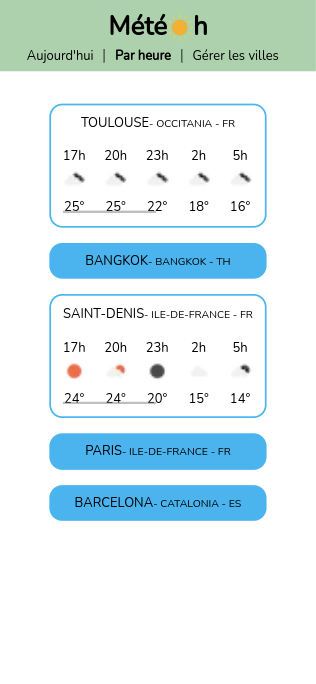 Météoh
Aujourd'hui | Par heure | Gérer les villes
TOULOUSE- OCCITANIA - FR
17h 20h 23h 2h 5h
25° 25° 22° 18° 16°
BANGKOK- BANGKOK - TH
SAINT-DENIS- ILE-DE-FRANCE - FR
17h 20h 23h 2h 5h
24° 24° 20° 15° 14°
PARIS- ILE-DE-FRANCE - FR
BARCELONA- CATALONIA - ES